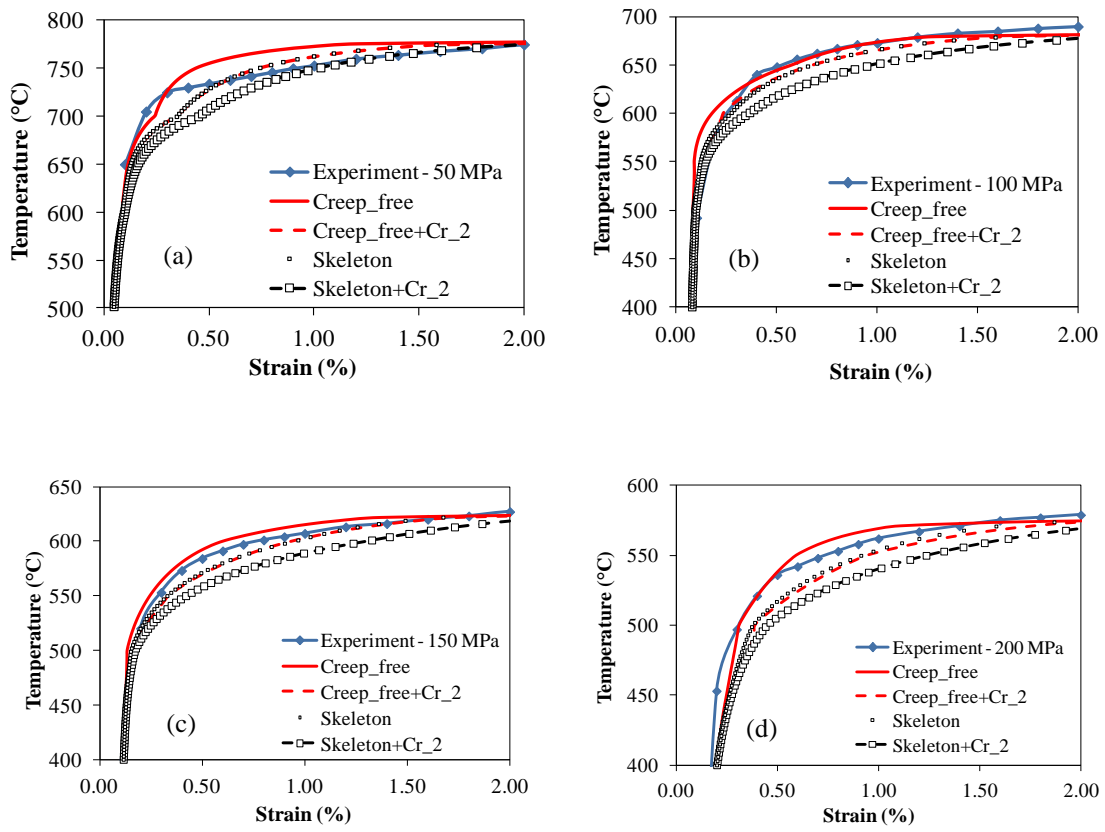 800
750
700
650
600
550
500
Temperature (°C)
0.00 0.50 1.00 1.50 2.00
Strain (%)
Experiment - 50 MPa
Creep_free
Creep_free+Cr_2
Skeleton
Skeleton+Cr_2
(a)
700
650
600
550
500
450
400
Temperature (°C)
0.00 0.50 1.00 1.50 2.00
Strain (%)
Experiment - 100 MPa
Creep_free
Creep_free+Cr_2
Skeleton
Skeleton+Cr_2
(b)
650
600
550
500
450
400
Temperature (°C)
0.00 0.50 1.00 1.50 2.00
Strain (%)
Experiment - 150 MPa
Creep_free
Creep_free+Cr_2
Skeleton
Skeleton+Cr_2
(c)
600
550
500
450
400
Temperature (°C)
0.00 0.50 1.00 1.50 2.00
Strain (%)
Experiment - 200 MPa
Creep_free
Creep_free+Cr_2
Skeleton
Skeleton+Cr_2
(d)